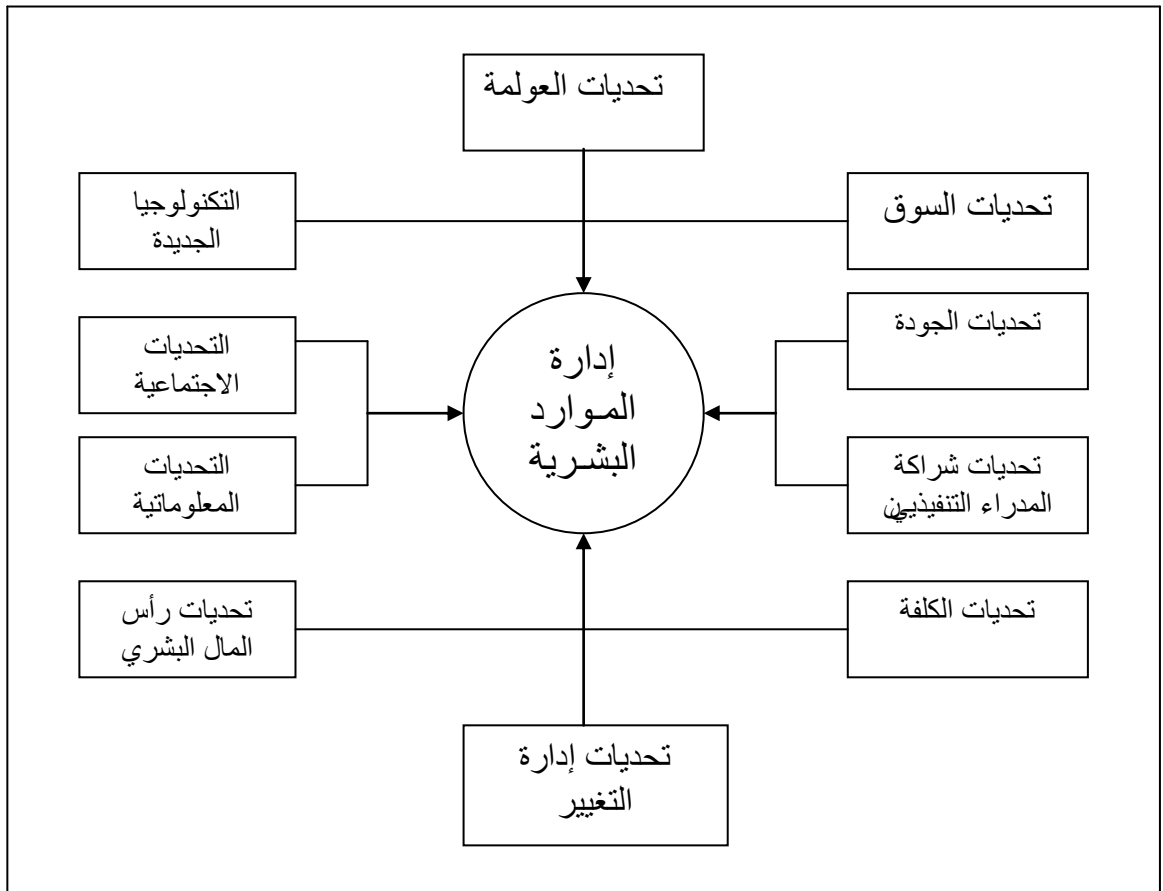 تحديات العولمة
تحديات السوق
التكنولوجيا
الجديدة
تحديات الجودة
التحديات
الاجتماعية
إدارة
المـوارد
البشـرية
تحديات شراكة
المدراء التنفيذيين
التحديات
المعلوماتية
تحديات الكلفة
تحديات رأس
المال البشري
تحديات إدارة
التغيير